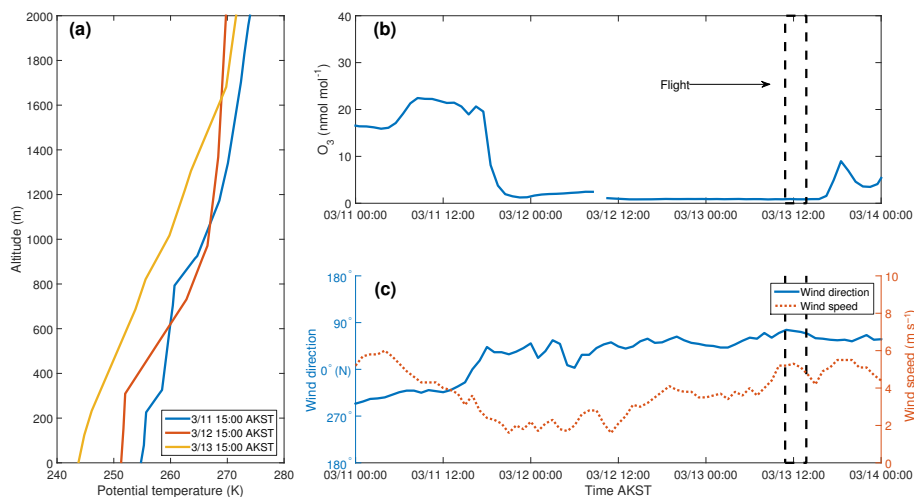 (a)
2000
1800
1600
1400
1200
1000
800
600
400
200
0
Altitude (m)
240 250 260 270 280
Potential temperature (K)
3/11 15:00 AKST
3/12 15:00 AKST
3/13 15:00 AKST
(b)
40
30
20
10
0
O₃ (nmol mol⁻¹)
Flight
03/11 00:00 03/11 12:00 03/12 00:00 03/12 12:00 03/13 00:00 03/13 12:00 03/14 00:00
(c)
180°
90°
0° (N)
270°
180°
Wind direction
Wind direction
Wind speed
10
8
6
4
2
0
Wind speed (m s⁻¹)
03/11 00:00 03/11 12:00 03/12 00:00 03/12 12:00 03/13 00:00 03/13 12:00 03/14 00:00
Time AKST